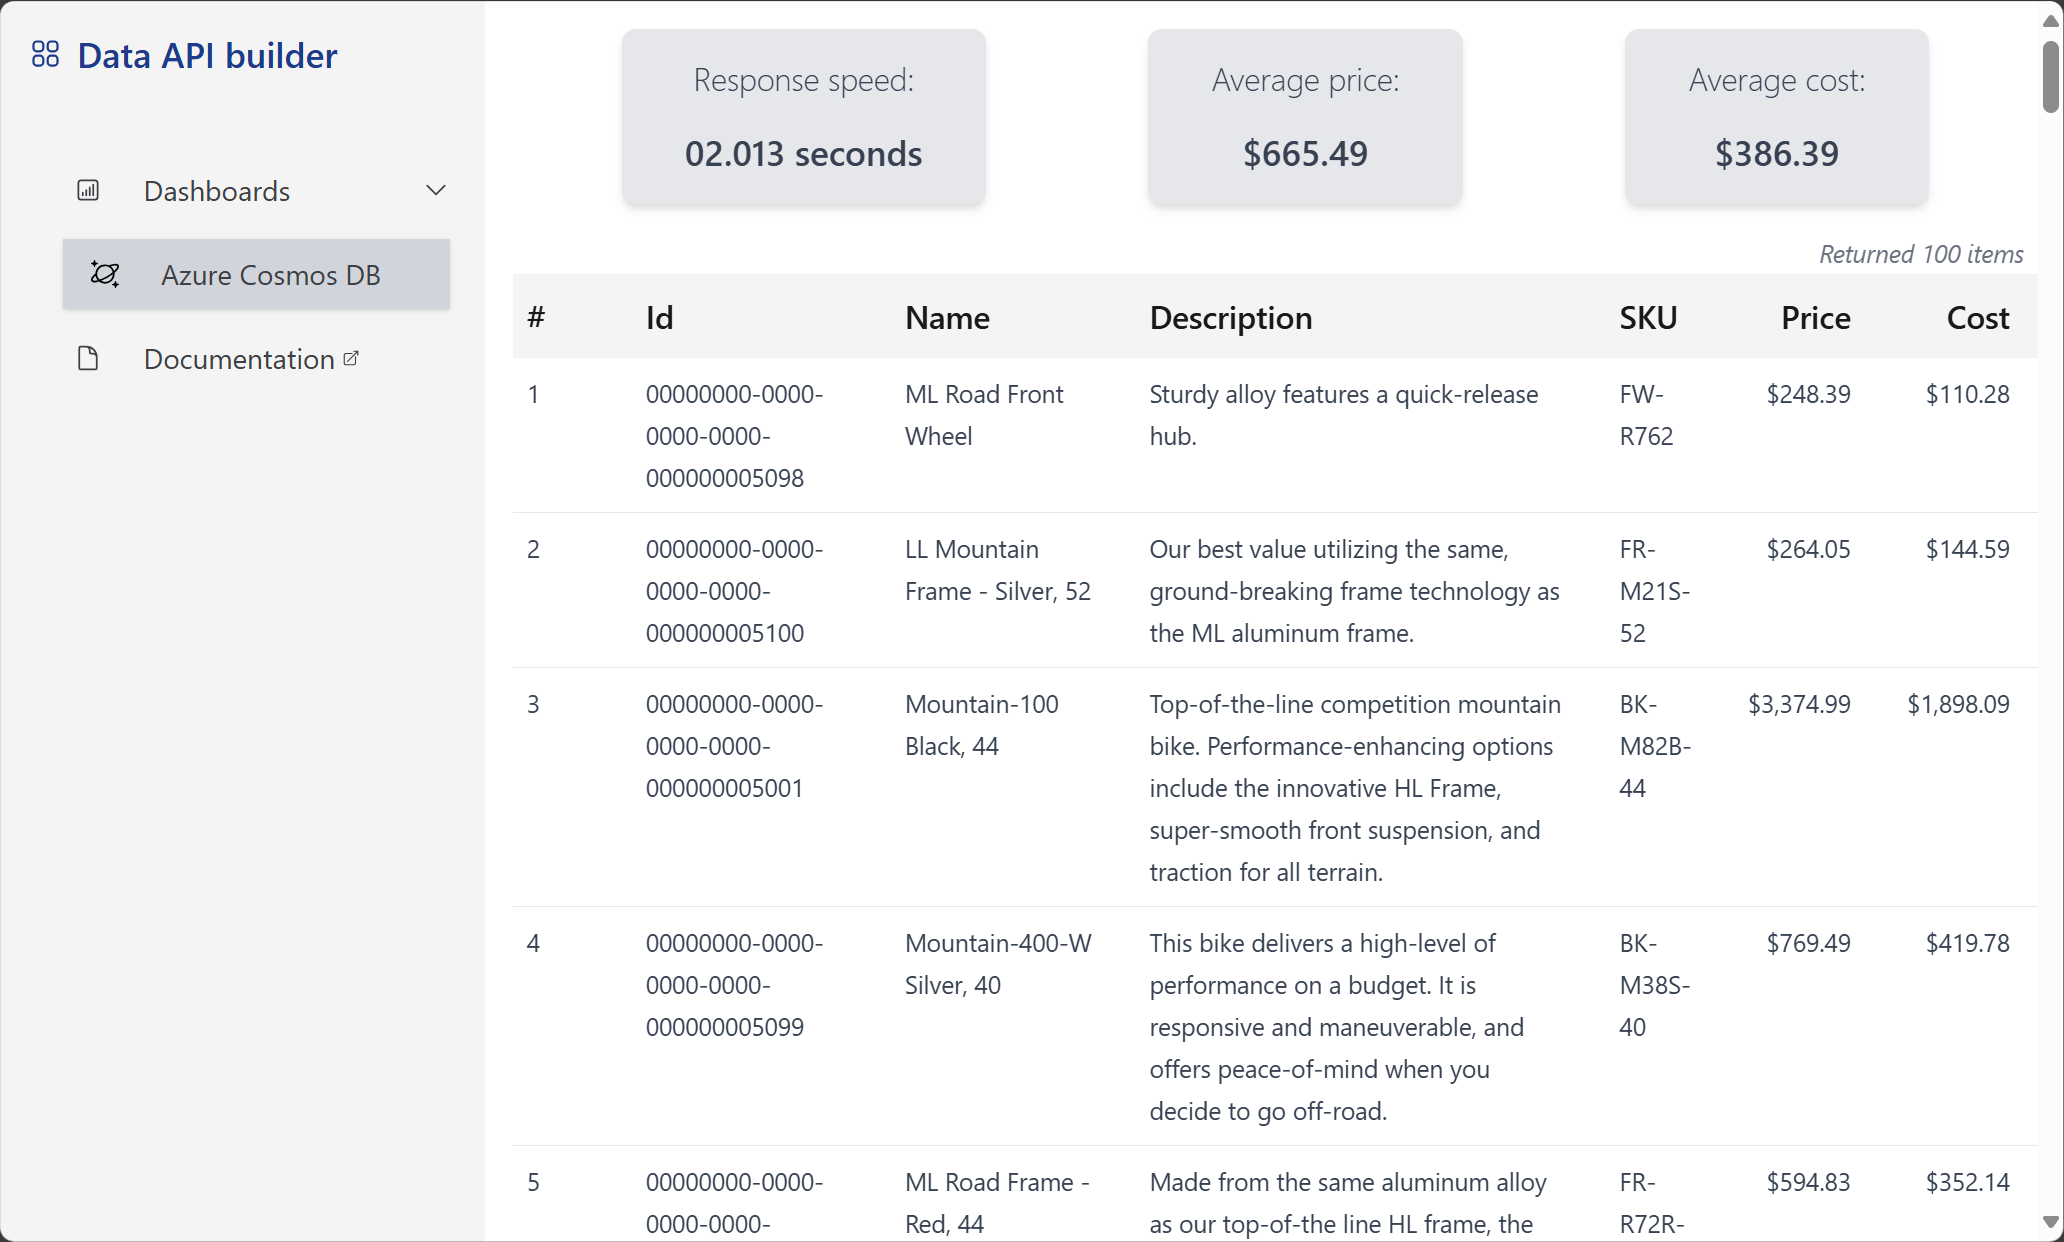 Data API builder
Dashboards
Azure Cosmos DB
Documentation
Response speed:
02.013 seconds
Average price:
$665.49
Average cost:
$386.39
Returned 100 items
# Id Name Description SKU Price Cost
1 00000000-0000- ML Road Front Sturdy alloy features a quick-release FW- $248.39 $110.28
0000-0000- Wheel hub. R762
000000005098
2 00000000-0000- LL Mountain Our best value utilizing the same, FR- $264.05 $144.59
0000-0000- Frame - Silver, 52 ground-breaking frame technology as M21S-
000000005100 the ML aluminum frame. 52
3 00000000-0000- Mountain-100 Top-of-the-line competition mountain BK- $3,374.99 $1,898.09
0000-0000- Black, 44 bike. Performance-enhancing options M82B-
000000005001 include the innovative HL Frame, 44
super-smooth front suspension, and
traction for all terrain.
4 00000000-0000- Mountain-400-W This bike delivers a high-level of BK- $769.49 $419.78
0000-0000- Silver, 40 performance on a budget. It is M38S-
000000005099 responsive and maneuverable, and 40
offers peace-of-mind when you
decide to go off-road.
5 00000000-0000- ML Road Frame - Made from the same aluminum alloy FR- $594.83 $352.14
0000-0000- Red, 44 as our top-of-the line HL frame, the R72R-